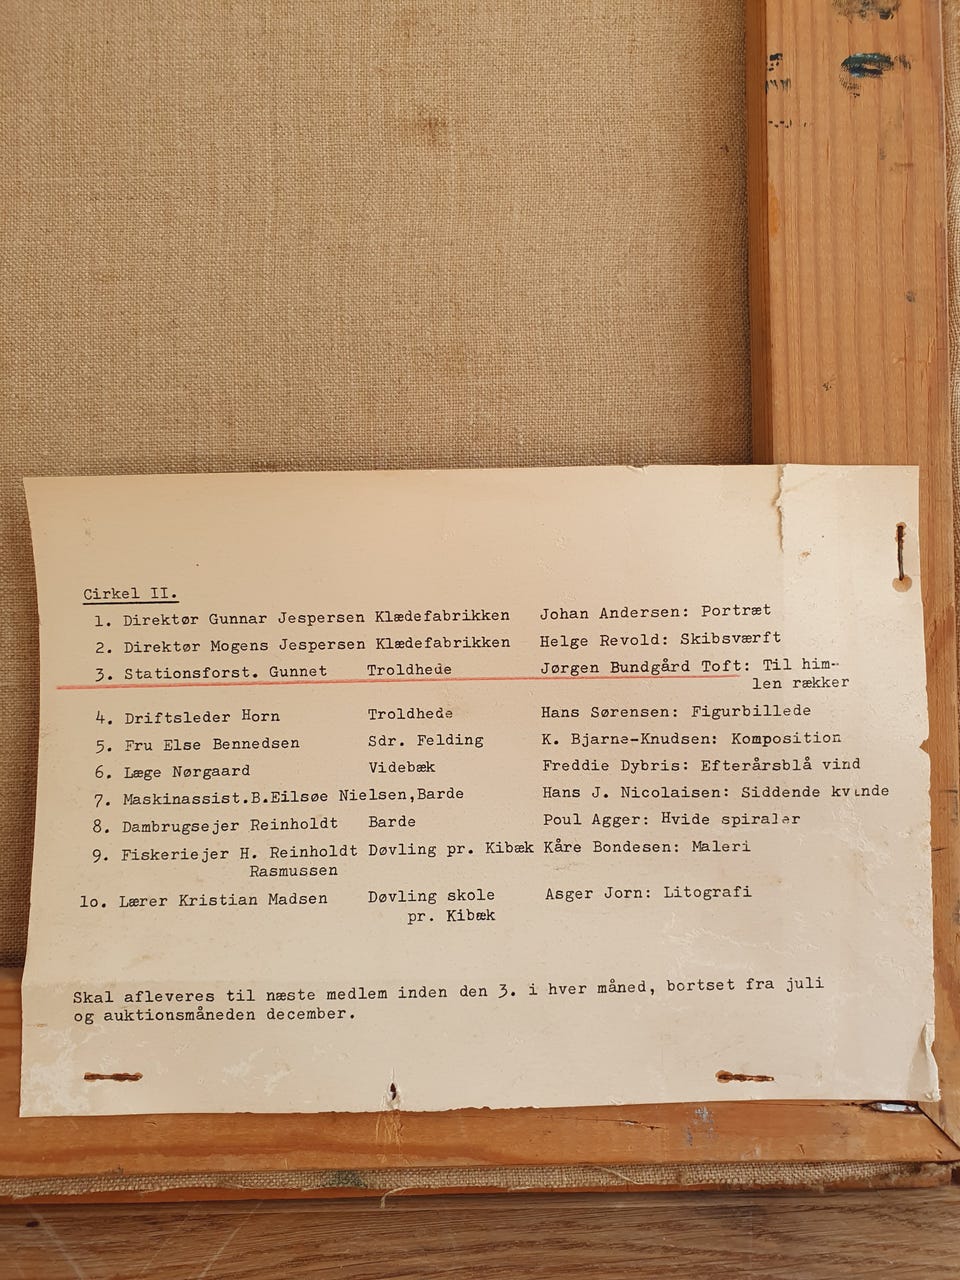 Cirkel II.
1. Direktør Gunnar Jespersen Klædefabrikken Johan Andersen: Portræt
2. Direktør Mogens Jespersen Klædefabrikken Helge Revold: Skibsværft
3. Stationsforst. Gunnet Troldhede Jørgen Bundgård Toft: Til him-
len rækker
4. Driftsleder Horn Troldhede Hans Sørensen: Figurbillede
5. Fru Else Bennedsen Sdr. Felding K. Bjarne-Knudsen: Komposition
6. Læge Nørgaard Videbæk Freddie Dybris: Efterårsblå vind
7. Maskinassist.B.Eilsøe Nielsen,Barde Hans J. Nicolaisen: Siddende kvinde
8. Dambrugsejer Reinholdt Barde Poul Agger: Hvide spiraler
9. Fiskeriejer H. Reinholdt Døvling pr. Kibæk Kåre Bondesen: Maleri
Rasmussen
lo. Lærer Kristian Madsen Døvling skole Asger Jorn: Litografi
pr. Kibæk
Skal afleveres til næste medlem inden den 3. i hver måned, bortset fra juli
og auktionsmåneden december.